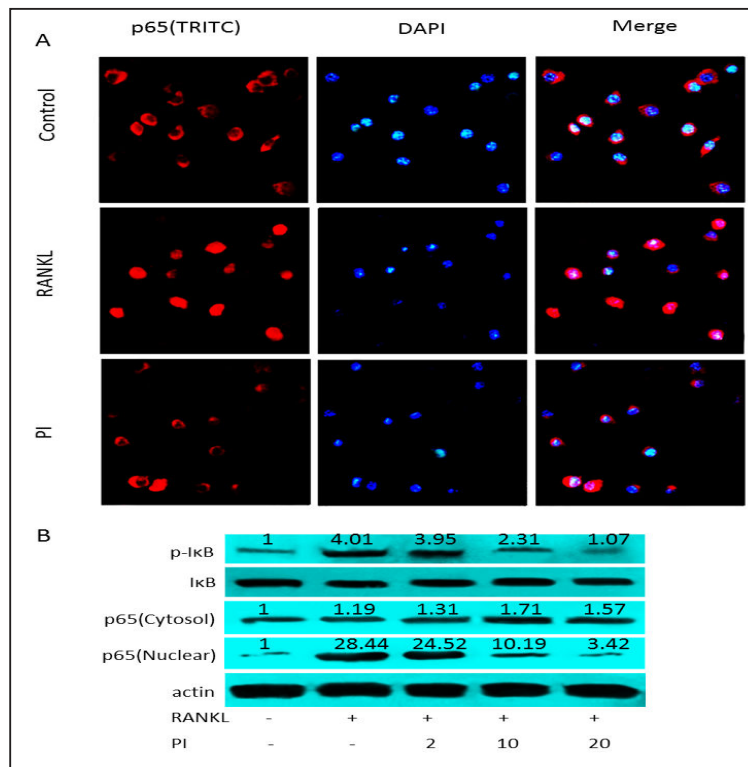 A
p65(TRITC) DAPI Merge
Control
RANKL
PI
B
p-IκB 1 4.01 3.95 2.31 1.07
IκB
p65(Cytosol) 1 1.19 1.31 1.71 1.57
p65(Nuclear) 1 28.44 24.52 10.19 3.42
actin
RANKL - + + + +
PI - - 2 10 20